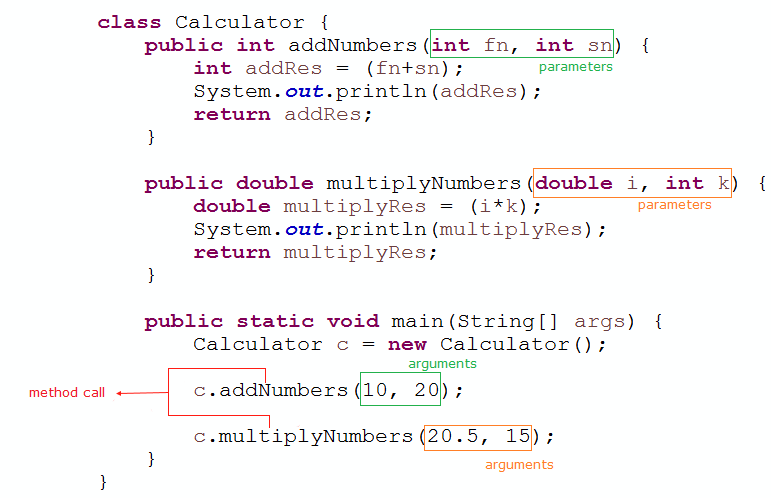 class Calculator {
public int addNumbers(int fn, int sn) {
int addRes = (fn+sn);
parameters
System.out.println(addRes);
return addRes;
}
public double multiplyNumbers(double i, int k) {
double multiplyRes = (i*k);
parameters
System.out.println(multiplyRes);
return multiplyRes;
}
public static void main(String[] args) {
Calculator c = new Calculator();
arguments
method call
c.addNumbers(10, 20);
c.multiplyNumbers(20.5, 15);
}
arguments
}